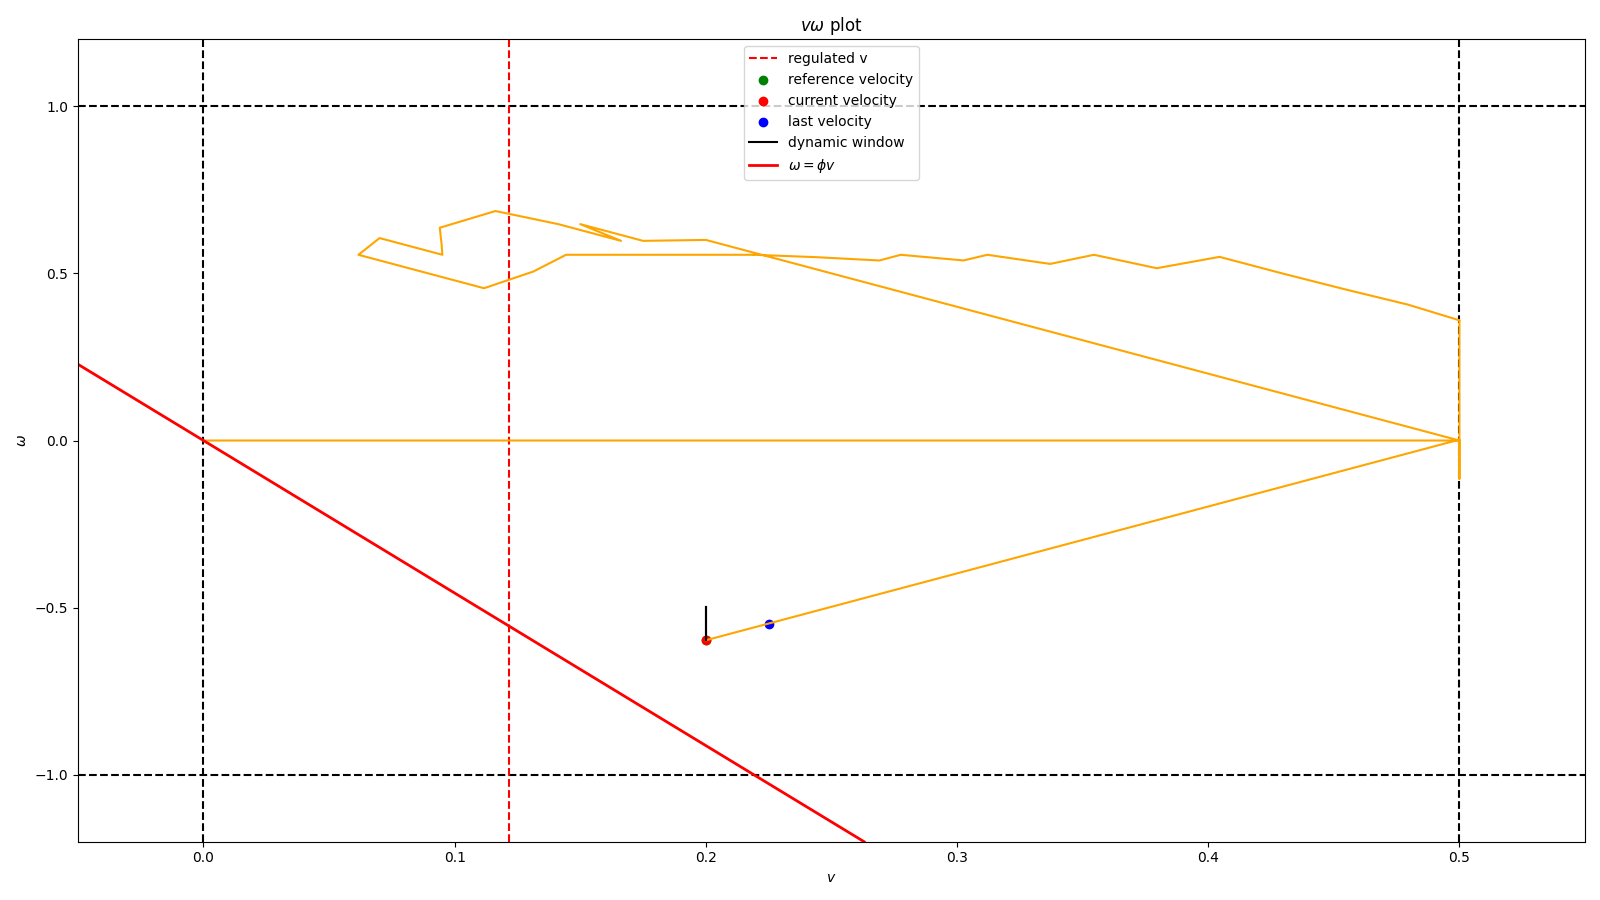 vω plot
regulated v
reference velocity
current velocity
last velocity
dynamic window
ω = ϕv
1.0
0.5
0.0
−0.5
−1.0
ω
0.0 0.1 0.2 0.3 0.4 0.5
v